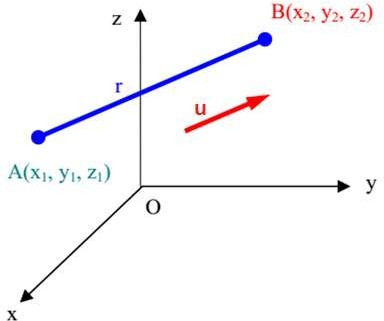 z
B(x₂, y₂, z₂)
r
u
A(x₁, y₁, z₁)
y
O
x